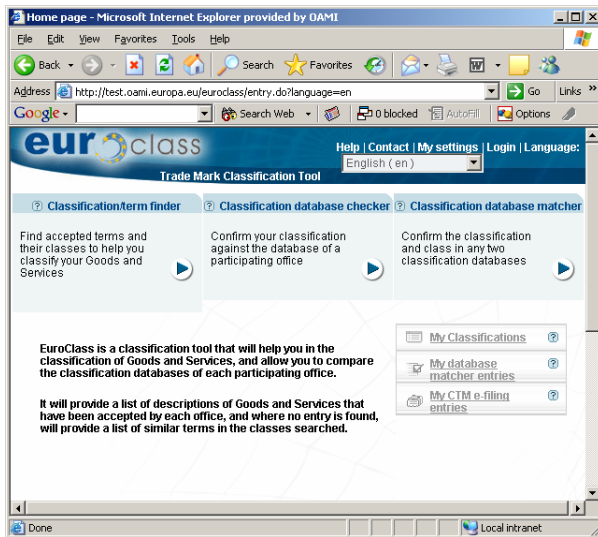 Home page - Microsoft Internet Explorer provided by OAMI
File Edit View Favorites Tools Help
Back Search Favorites
Address http://test.oami.europa.eu/euroclass/entry.do?language=en Go Links »
Google - Search Web 0 blocked AutoFill Options
euroclass
Help | Contact | My settings | Login | Language:
English ( en )
Trade Mark Classification Tool
? Classification/term finder ? Classification database checker ? Classification database matcher
Find accepted terms and
their classes to help you
classify your Goods and
Services
Confirm your classification
against the database of a
participating office
Confirm the classification
and class in any two
classification databases
EuroClass is a classification tool that will help you in the
classification of Goods and Services, and allow you to compare
the classification databases of each participating office.
It will provide a list of descriptions of Goods and Services that
have been accepted by each office, and where no entry is found,
will provide a list of similar terms in the classes searched.
My Classifications ?
My database ?
matcher entries
My CTM e-filing ?
entries
Done Local intranet